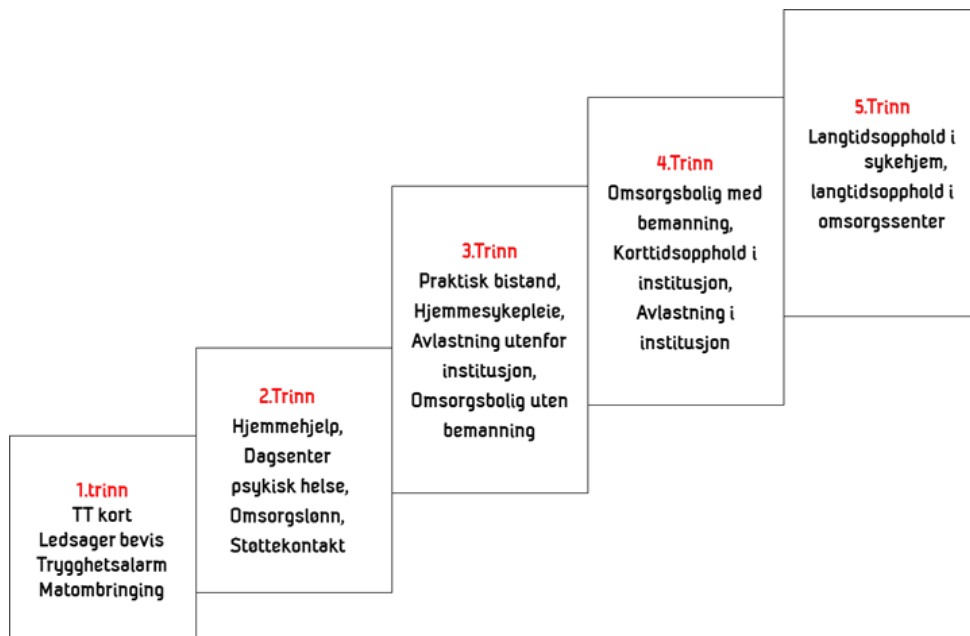 1.trinn
TT kort
Ledsager bevis
Trygghetsalarm
Matombringing
2.Trinn
Hjemmehjelp,
Dagsenter
psykisk helse,
Omsorgslønn,
Støttekontakt
3.Trinn
Praktisk bistand,
Hjemmesykepleie,
Avlastning utenfor
institusjon,
Omsorgsbolig uten
bemanning
4.Trinn
Omsorgsbolig med
bemanning,
Korttidsopphold i
institusjon,
Avlastning i
institusjon
5.Trinn
Langtidsopphold i
sykehjem,
langtidsopphold i
omsorgssenter